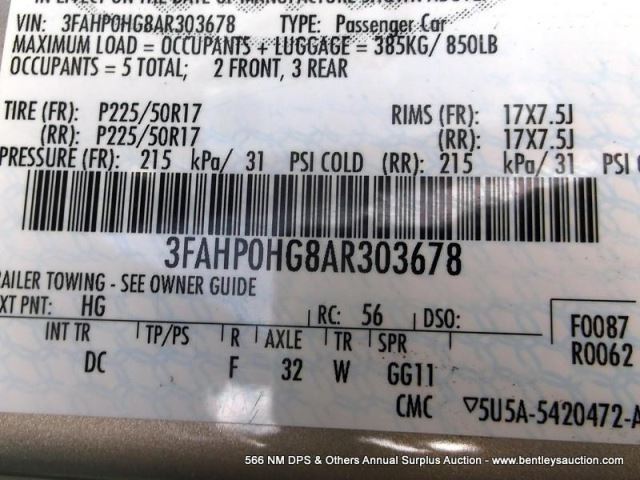 VIN: 3FAHP0HG8AR303678 TYPE: Passenger Car
MAXIMUM LOAD = OCCUPANTS + LUGGAGE = 385KG/ 850LB
OCCUPANTS = 5 TOTAL; 2 FRONT, 3 REAR
TIRE (FR): P225/50R17 RIMS (FR): 17X7.5J
(RR): P225/50R17 (RR): 17X7.5J
PRESSURE (FR): 215 kPa/ 31 PSI COLD (RR): 215 kPa/ 31 PSI
3FAHP0HG8AR303678
TOWING - SEE OWNER GUIDE
PNT: HG RC: 56 DSO:
F0087
R0062
INT TR TP/PS R AXLE TR SPR
DC F 32 W GG11
CMC ▽5U5A-5420472-A
566 NM DPS & Others Annual Surplus Auction - www.bentleysauction.com